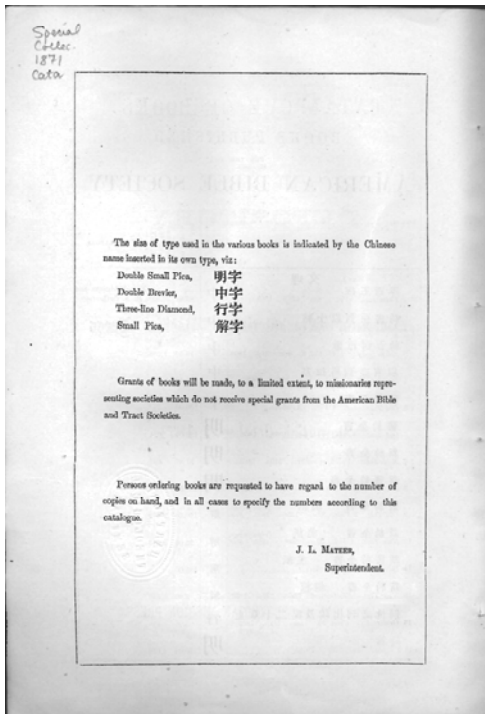 Special
Collec.
1871
Cata
The size of type used in the various books is indicated by the Chinese
name inserted in its own type, viz:
Double Small Pica, 明字
Double Brevier, 中字
Three-line Diamond, 行字
Small Pica, 解字
Grants of books will be made, to a limited extent, to missionaries repre-
senting societies which do not receive special grants from the American Bible
and Tract Societies.
Persons ordering books are requested to have regard to the number of
copies on hand, and in all cases to specify the numbers according to this
catalogue.
J. L. MATEER,
Superintendent.